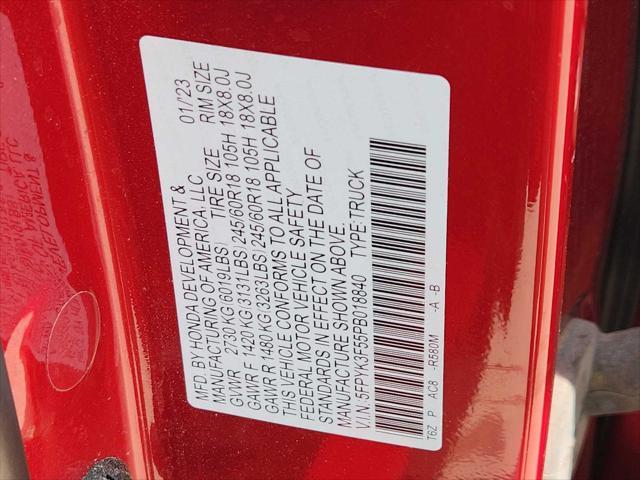 MFD. BY HONDA DEVELOPMENT &
MANUFACTURING OF AMERICA, LLC 01/'23
GVWR 2730 KG(6019LBS) TIRE SIZE RIM SIZE
GAWR F 1420 KG(3131LBS) 245/60R18 105H 18X8.0J
GAWR R 1480 KG(3263LBS) 245/60R18 105H 18X8.0J
THIS VEHICLE CONFORMS TO ALL APPLICABLE
FEDERAL MOTOR VEHICLE SAFETY
STANDARDS IN EFFECT ON THE DATE OF
MANUFACTURE SHOWN ABOVE.
V.I.N.:5FPYK3F55PB018840 TYPE:TRUCK
T6Z P AC8 -R580M -A -B